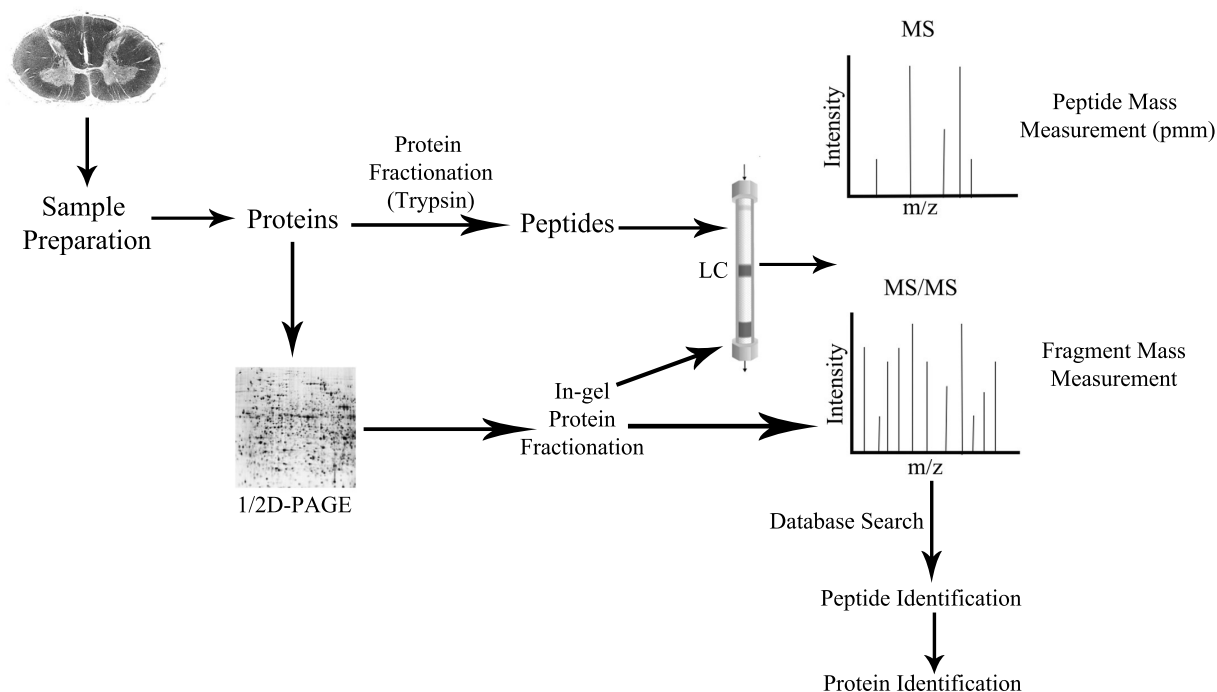 MS
Intensity
m/z
Peptide Mass
Measurement (pmm)
Protein
Fractionation
(Trypsin)
Sample
Preparation
Proteins
Peptides
LC
MS/MS
Intensity
m/z
Fragment Mass
Measurement
In-gel
Protein
Fractionation
1/2D-PAGE
Database Search
Peptide Identification
Protein Identification